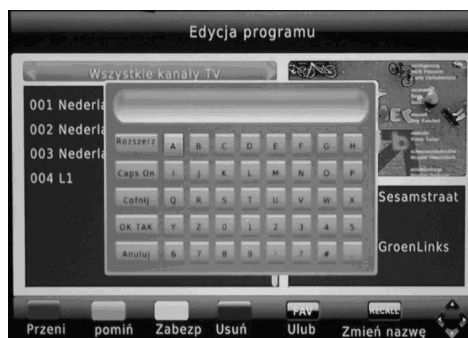 Edycja programu
Wszystkie kanały TV
001 Nederla
002 Nederla
003 Nederla
004 L1
Rozszerz A B C D E F G H
Caps On I J K L M N O P
Cofnij Q R S T U V W X
OK TAK Y Z 0 1 2 3 4 5
Anuluj 6 7 8 9 : ? # .
Sesamstraat
GroenLinks
FAV RECALL
Przeni pomiń Zabezp Usuń Ulub Zmień nazwę